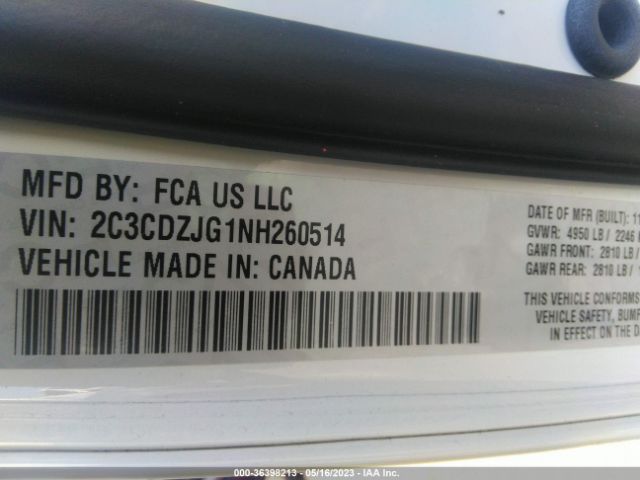 MFD BY: FCA US LLC
VIN: 2C3CDZJG1NH260514
VEHICLE MADE IN: CANADA
DATE OF MFR (BUILT): 11
GVWR: 4950 LB / 2246
GAWR FRONT: 2810 LB /
GAWR REAR: 2810 LB /
THIS VEHICLE CONFORMS
VEHICLE SAFETY, BUMP
IN EFFECT ON THE D
000-36398213 - 05/16/2023 - IAA Inc.